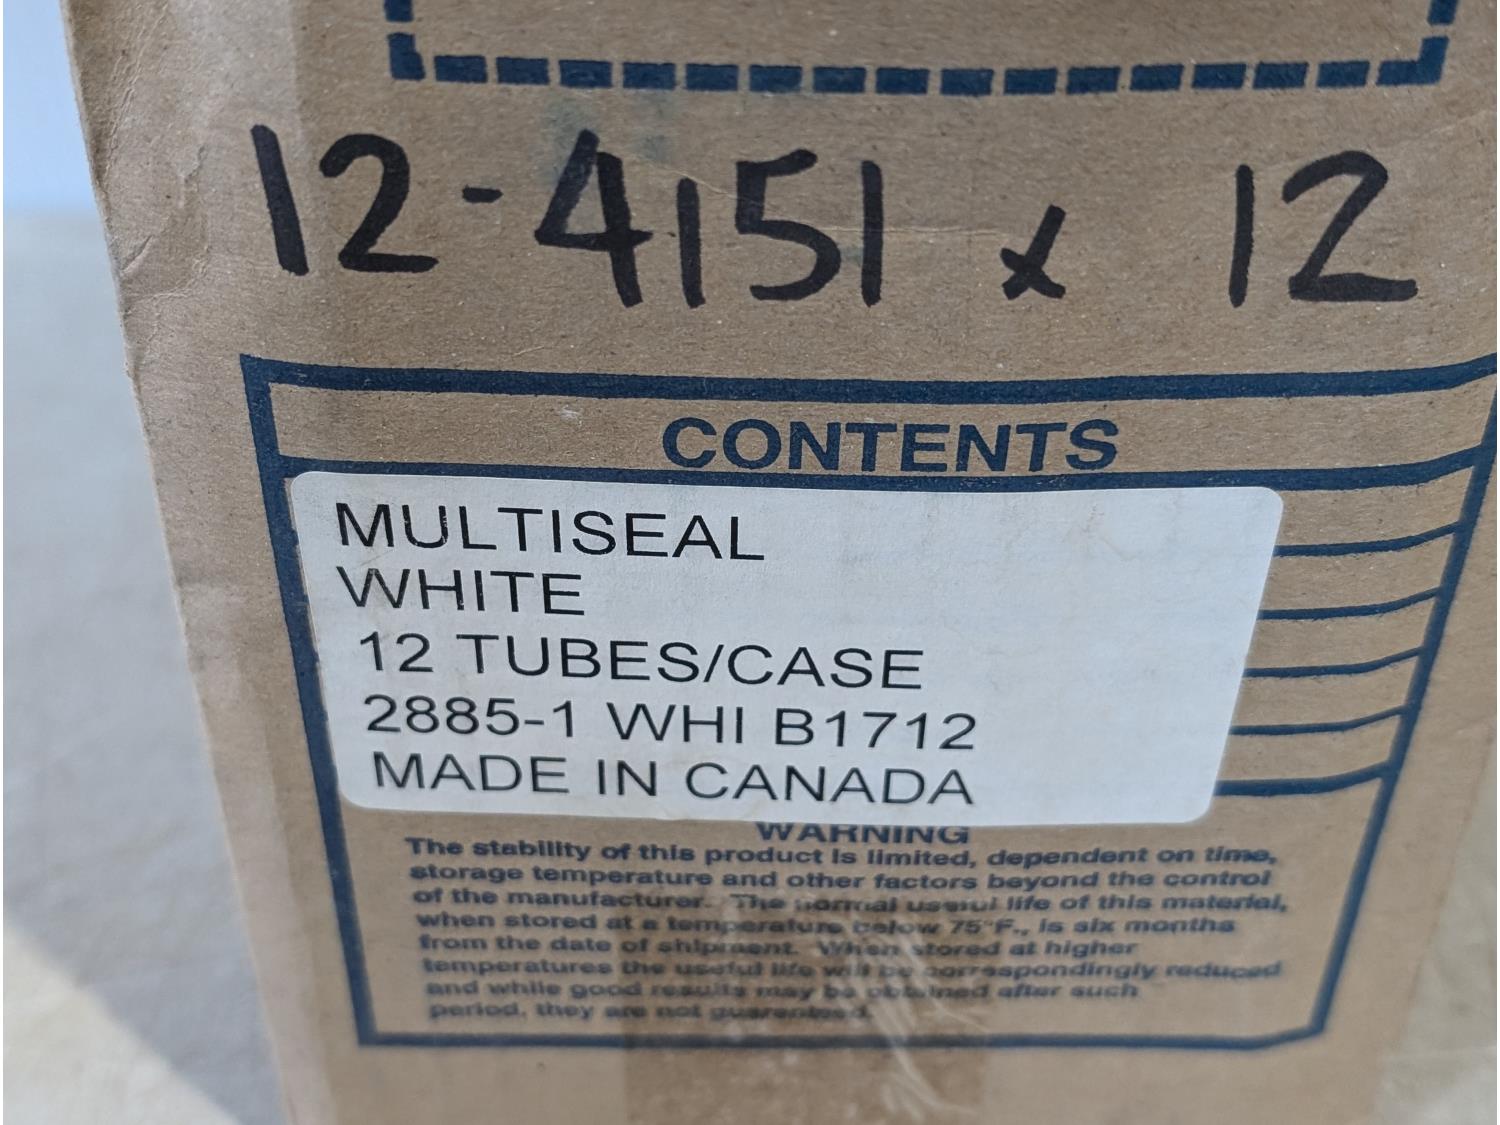 12-4151 x 12
CONTENTS
MULTISEAL
WHITE
12 TUBES/CASE
2885-1 WHI B1712
MADE IN CANADA
WARNING
The stability of this product is limited, dependent on time,
storage temperature and other factors beyond the control
of the manufacturer. The normal useful life of this material,
when stored at a temperature below 75°F., is six months
from the date of shipment. When stored at higher
temperatures the useful life will be correspondingly reduced
and while good results may be obtained after such
period, they are not guaranteed.